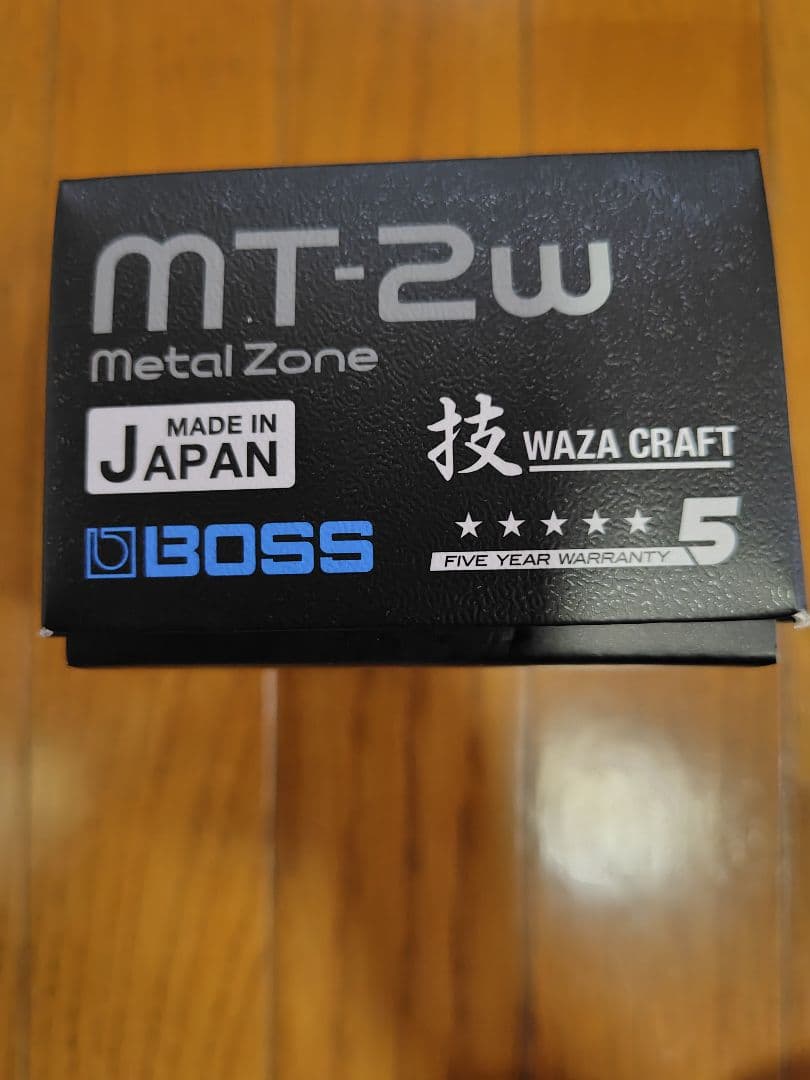 MT-2w
Metal Zone
MADE IN
JAPAN
技 WAZA CRAFT
BOSS
5
FIVE YEAR WARRANTY